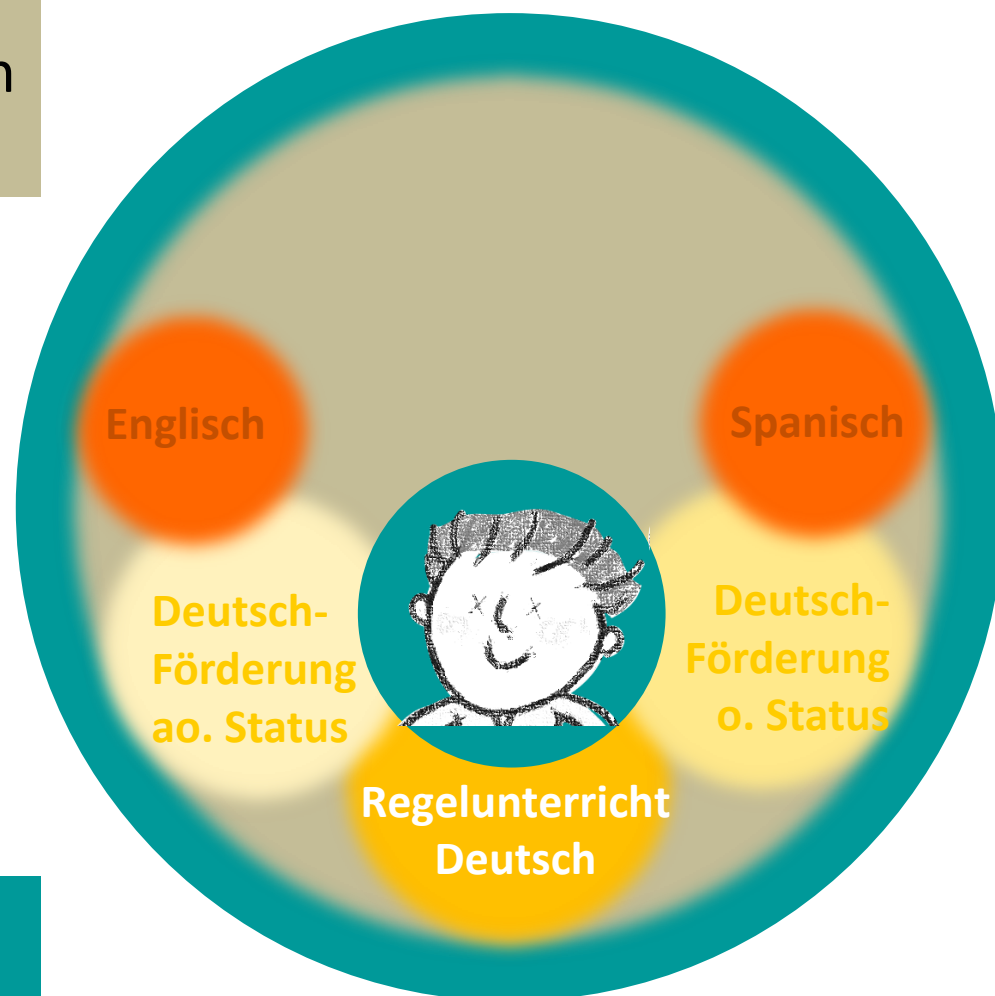 n
Englisch
Spanisch
Deutsch-
Förderung
ao. Status
Deutsch-
Förderung
o. Status
Regelunterricht
Deutsch